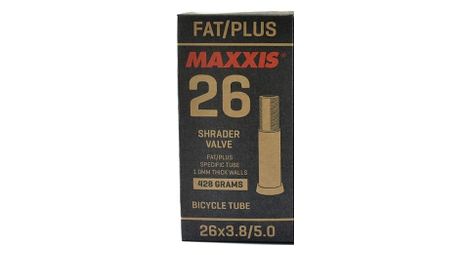 FAT/PLUS
MAXXIS®
26
SHRADER
VALVE
FAT/PLUS
SPECIFIC TUBE
1.0MM THICK WALLS
428 GRAMS
BICYCLE TUBE
26x3.8/5.0